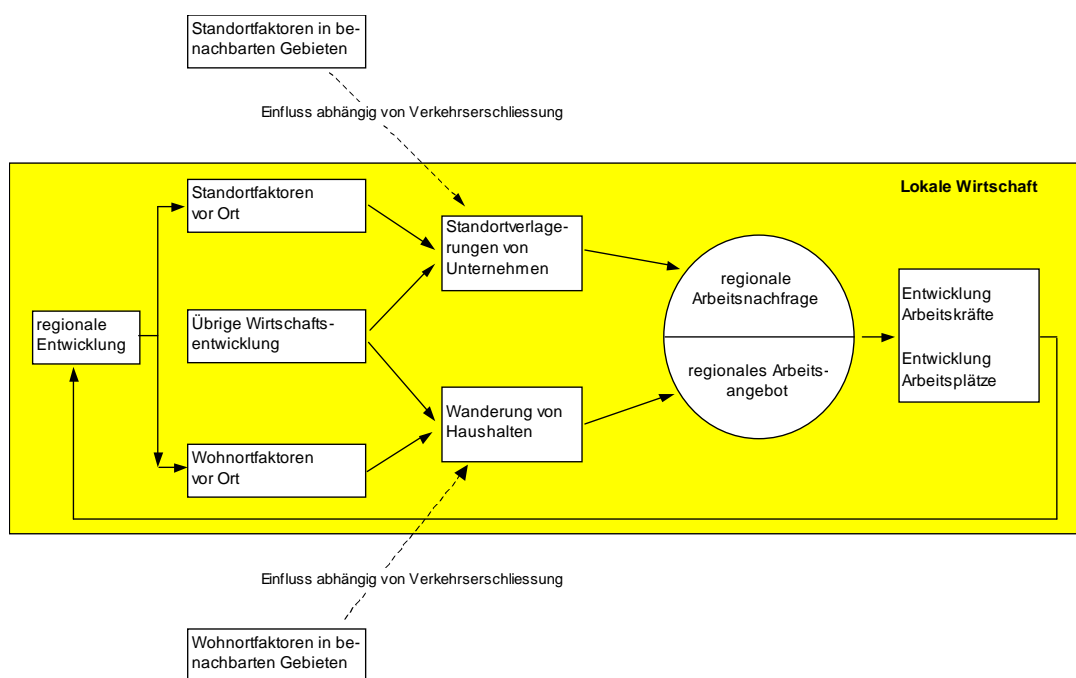 Standortfaktoren in be-
nachbarten Gebieten
Einfluss abhängig von Verkehrserschliessung
Lokale Wirtschaft
Standortfaktoren
vor Ort
Standortverlage-
rungen von
Unternehmen
regionale
Arbeitsnachfrage
Entwicklung
Arbeitskräfte
Entwicklung
Arbeitsplätze
regionale
Entwicklung
Übrige Wirtschafts-
entwicklung
regionales Arbeits-
angebot
Wanderung von
Haushalten
Wohnortfaktoren
vor Ort
Einfluss abhängig von Verkehrserschliessung
Wohnortfaktoren in be-
nachbarten Gebieten